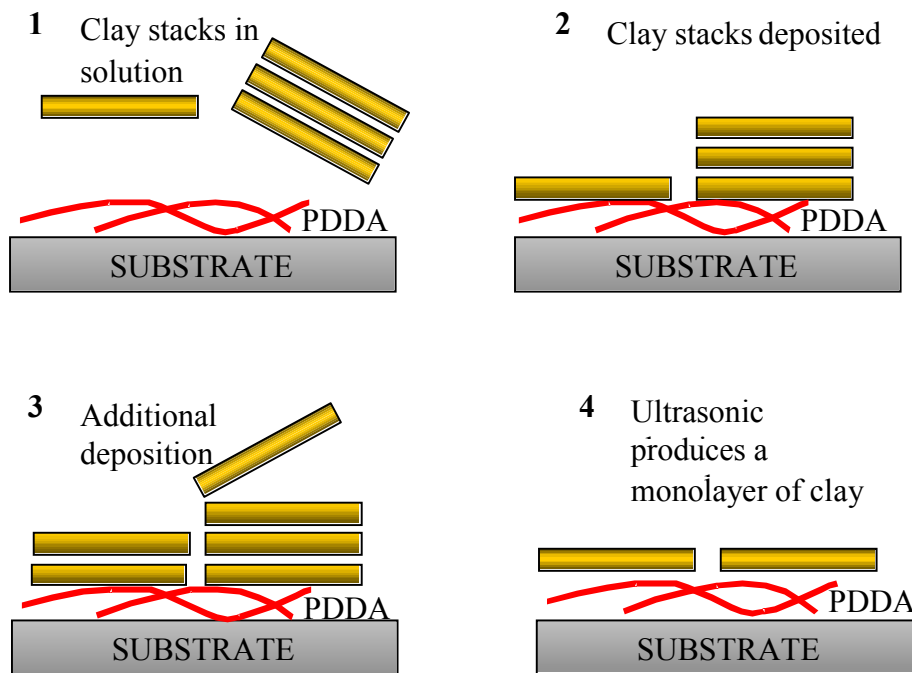 1 Clay stacks in
solution
PDDA
SUBSTRATE
2 Clay stacks deposited
PDDA
SUBSTRATE
3 Additional
deposition
PDDA
SUBSTRATE
4 Ultrasonic
produces a
monolayer of clay
PDDA
SUBSTRATE